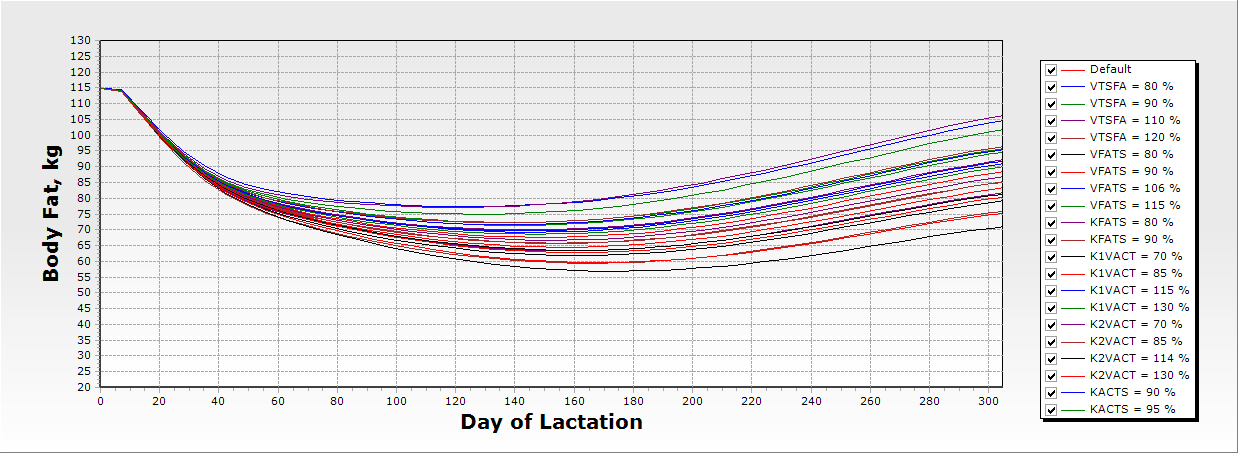 Body Fat, kg
130
125
120
115
110
105
100
95
90
85
80
75
70
65
60
55
50
45
40
35
30
25
20
0 20 40 60 80 100 120 140 160 180 200 220 240 260 280 300
Day of Lactation
Default
VTSFA = 80 %
VTSFA = 90 %
VTSFA = 110 %
VTSFA = 120 %
VFATS = 80 %
VFATS = 90 %
VFATS = 106 %
VFATS = 115 %
KFATS = 80 %
KFATS = 90 %
K1VACT = 70 %
K1VACT = 85 %
K1VACT = 115 %
K1VACT = 130 %
K2VACT = 70 %
K2VACT = 85 %
K2VACT = 114 %
K2VACT = 130 %
KACTS = 90 %
KACTS = 95 %